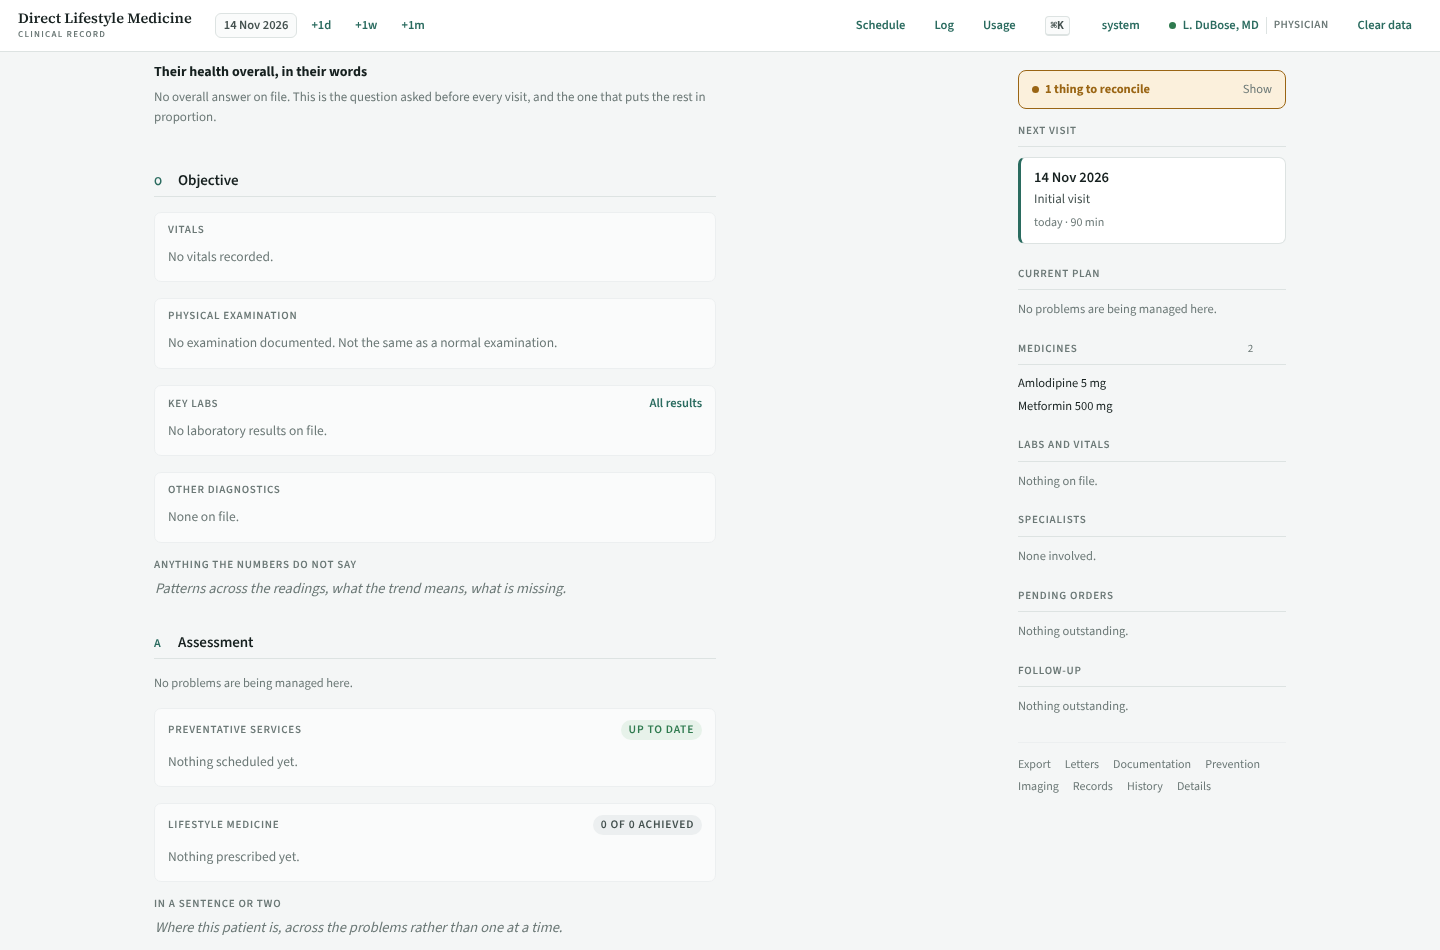 Direct Lifestyle Medicine
CLINICAL RECORD
14 Nov 2026
+1d
+1w
+1m
Schedule
Log
Usage
⌘K
system
L. DuBose, MD
PHYSICIAN
Clear data
Their health overall, in their words
No overall answer on file. This is the question asked before every visit, and the one that puts the rest in
proportion.
O Objective
VITALS
No vitals recorded.
PHYSICAL EXAMINATION
No examination documented. Not the same as a normal examination.
KEY LABS
All results
No laboratory results on file.
OTHER DIAGNOSTICS
None on file.
ANYTHING THE NUMBERS DO NOT SAY
Patterns across the readings, what the trend means, what is missing.
A Assessment
No problems are being managed here.
PREVENTATIVE SERVICES
UP TO DATE
Nothing scheduled yet.
LIFESTYLE MEDICINE
0 OF 0 ACHIEVED
Nothing prescribed yet.
IN A SENTENCE OR TWO
Where this patient is, across the problems rather than one at a time.
1 thing to reconcile
Show
NEXT VISIT
14 Nov 2026
Initial visit
today · 90 min
CURRENT PLAN
No problems are being managed here.
MEDICINES
2
Amlodipine 5 mg
Metformin 500 mg
LABS AND VITALS
Nothing on file.
SPECIALISTS
None involved.
PENDING ORDERS
Nothing outstanding.
FOLLOW-UP
Nothing outstanding.
Export Letters Documentation Prevention
Imaging Records History Details